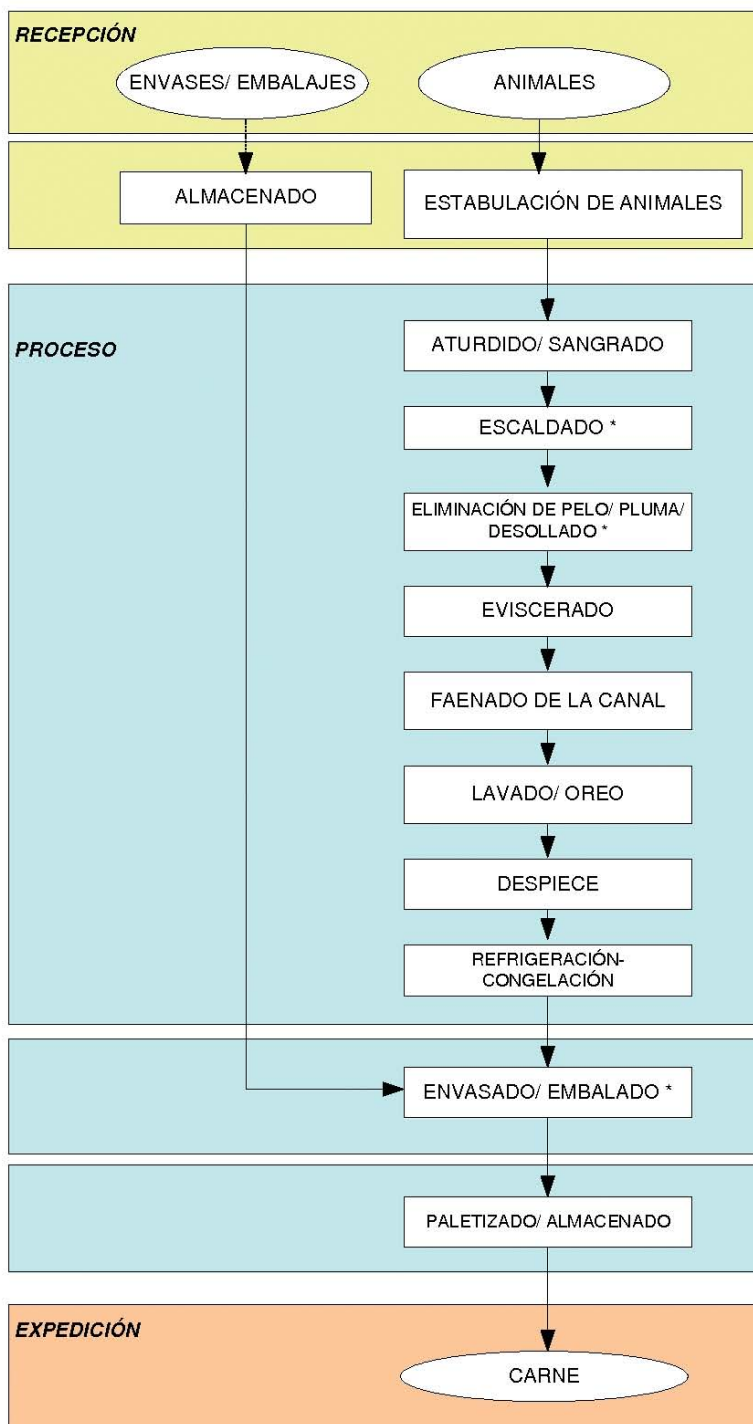 RECEPCIÓN
ENVASES/ EMBALAJES
ANIMALES
ALMACENADO
ESTABULACIÓN DE ANIMALES
PROCESO
ATURDIDO/ SANGRADO
ESCALDADO *
ELIMINACIÓN DE PELO/ PLUMA/
DESOLLADO *
EVISCERADO
FAENADO DE LA CANAL
LAVADO/ OREO
DESPIECE
REFRIGERACIÓN-
CONGELACIÓN
ENVASADO/ EMBALADO *
PALETIZADO/ ALMACENADO
EXPEDICIÓN
CARNE